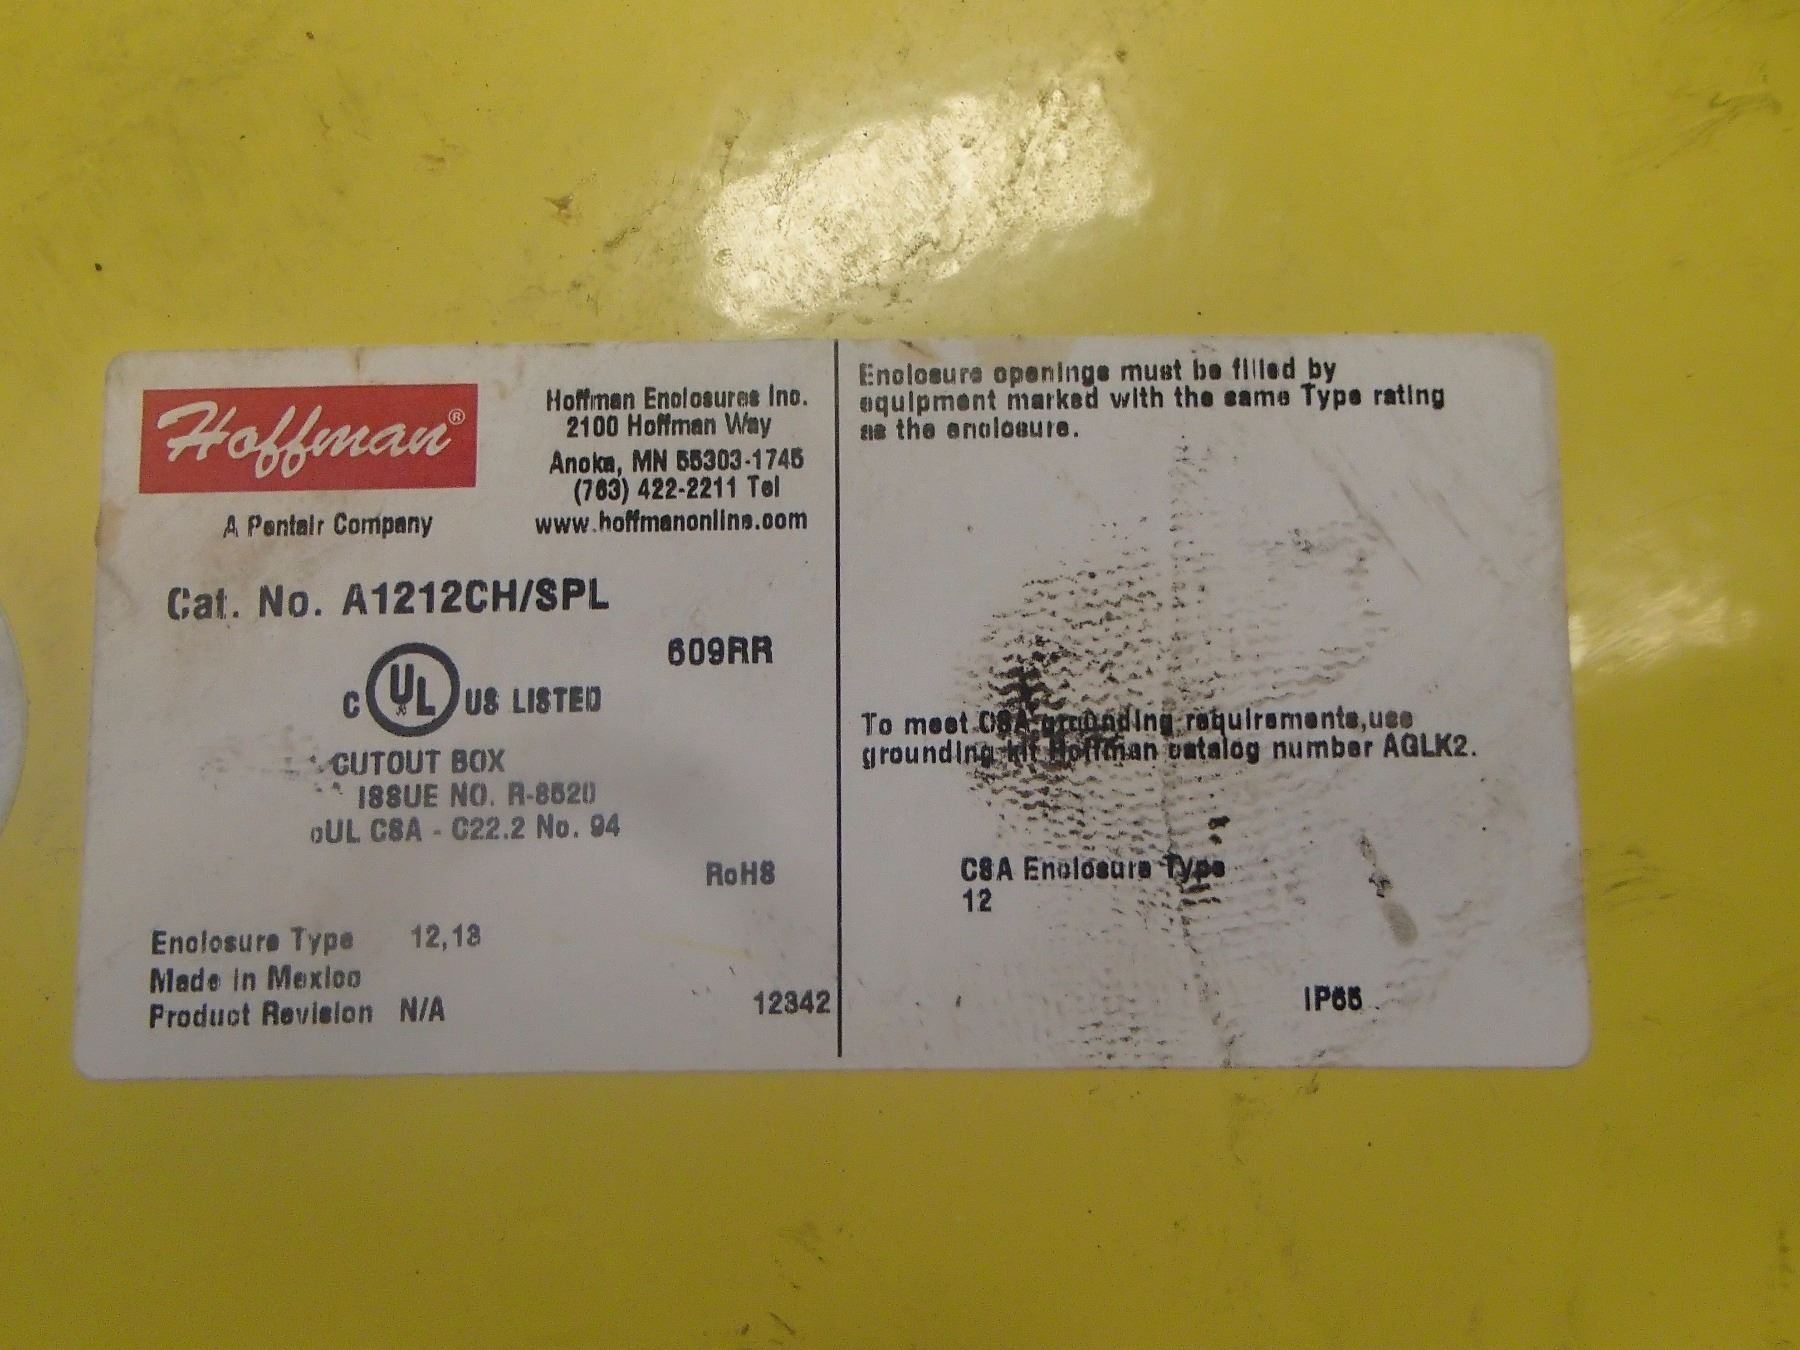 Hoffman®
A Pentair Company
Hoffman Enclosures Inc.
2100 Hoffman Way
Anoka, MN 55303-1745
(763) 422-2211 Tel
www.hoffmanonline.com
Cat. No. A1212CH/SPL
609RR
C UL US LISTED
CUTOUT BOX
ISSUE NO. R-8520
cUL CSA - C22.2 No. 94
RoHS
Enclosure Type 12,13
Made in Mexico
Product Revision N/A
12342
Enclosure openings must be filled by
equipment marked with the same Type rating
as the enclosure.
To meet CSA grounding requirements,use
grounding kit Hoffman catalog number AGLK2.
CSA Enclosure Type
12
IP65